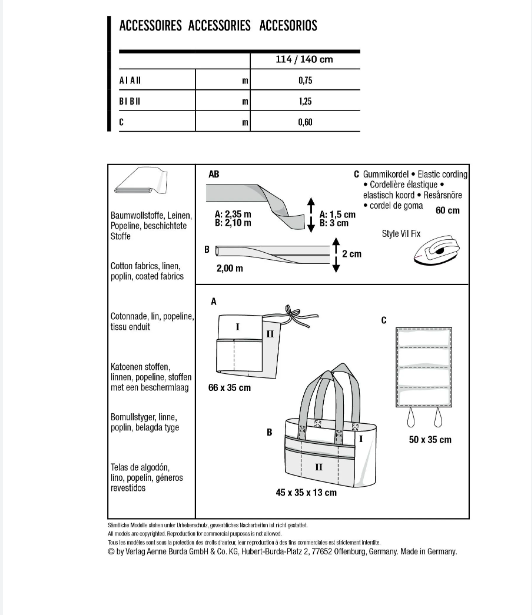 ACCESSOIRES ACCESSORIES ACCESORIOS
114 / 140 cm
A I A II m 0,75
B I B II m 1,25
C m 0,60
Baumwollstoffe, Leinen,
Popeline, beschichtete
Stoffe
Cotton fabrics, linen,
poplin, coated fabrics
Cotonnade, lin, popeline,
tissu enduit
Katoenen stoffen,
linnen, popeline, stoffen
met een beschermlaag
Bomullstyger, linne,
poplin, belagda tyge
Telas de algodón,
lino, popelin, géneros
revestidos
AB
A: 2,35 m
B: 2,10 m
A: 1,5 cm
B: 3 cm
B
2 cm
2,00 m
C Gummikordel • Elastic cording
• Cordelière élastique •
elastisch koord • Resårsnöre
• cordel de goma 60 cm
Style Vil Fix
A
I
II
66 x 35 cm
B
I
II
45 x 35 x 13 cm
C
50 x 35 cm
Sämtliche Modelle stehen unter Urheberschutz, gewerbliches Nacharbeiten ist nicht gestattet.
All models are copyrighted. Reproduction for commercial purposes is not allowed.
Tous les modèles sont sous la protection des droits d'auteur, leur reproduction à des fins commerciales est strictement interdite.
© by Verlag Aenne Burda GmbH & Co. KG, Hubert-Burda-Platz 2, 77652 Offenburg, Germany. Made in Germany.